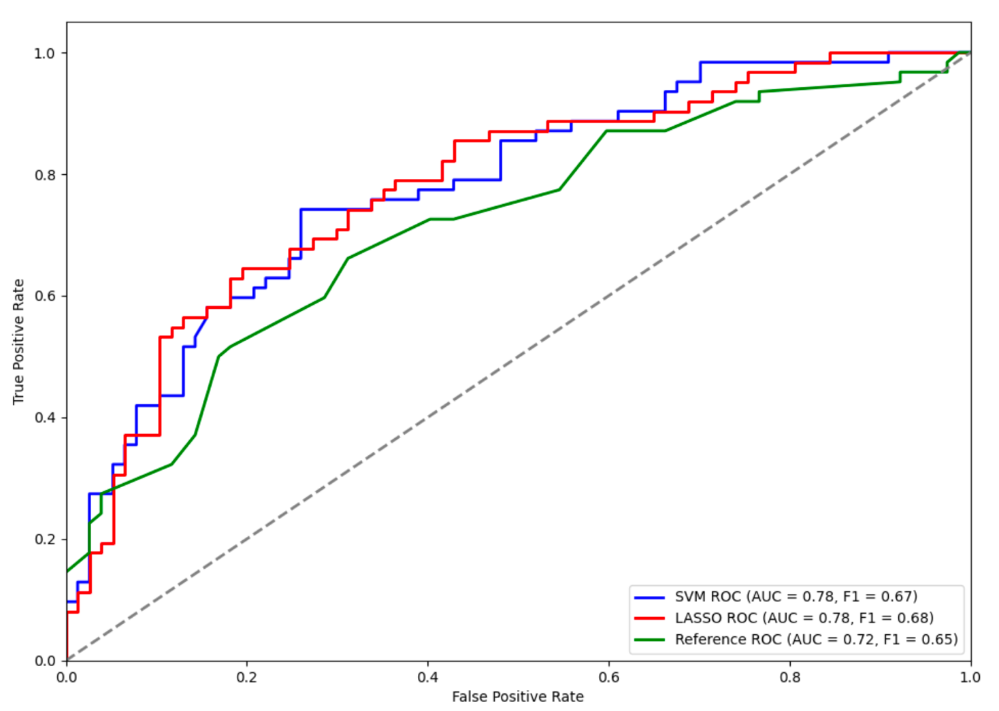 1.0
0.8
0.6
0.4
0.2
0.0
True Positive Rate
0.0 0.2 0.4 0.6 0.8 1.0
False Positive Rate
SVM ROC (AUC = 0.78, F1 = 0.67)
LASSO ROC (AUC = 0.78, F1 = 0.68)
Reference ROC (AUC = 0.72, F1 = 0.65)